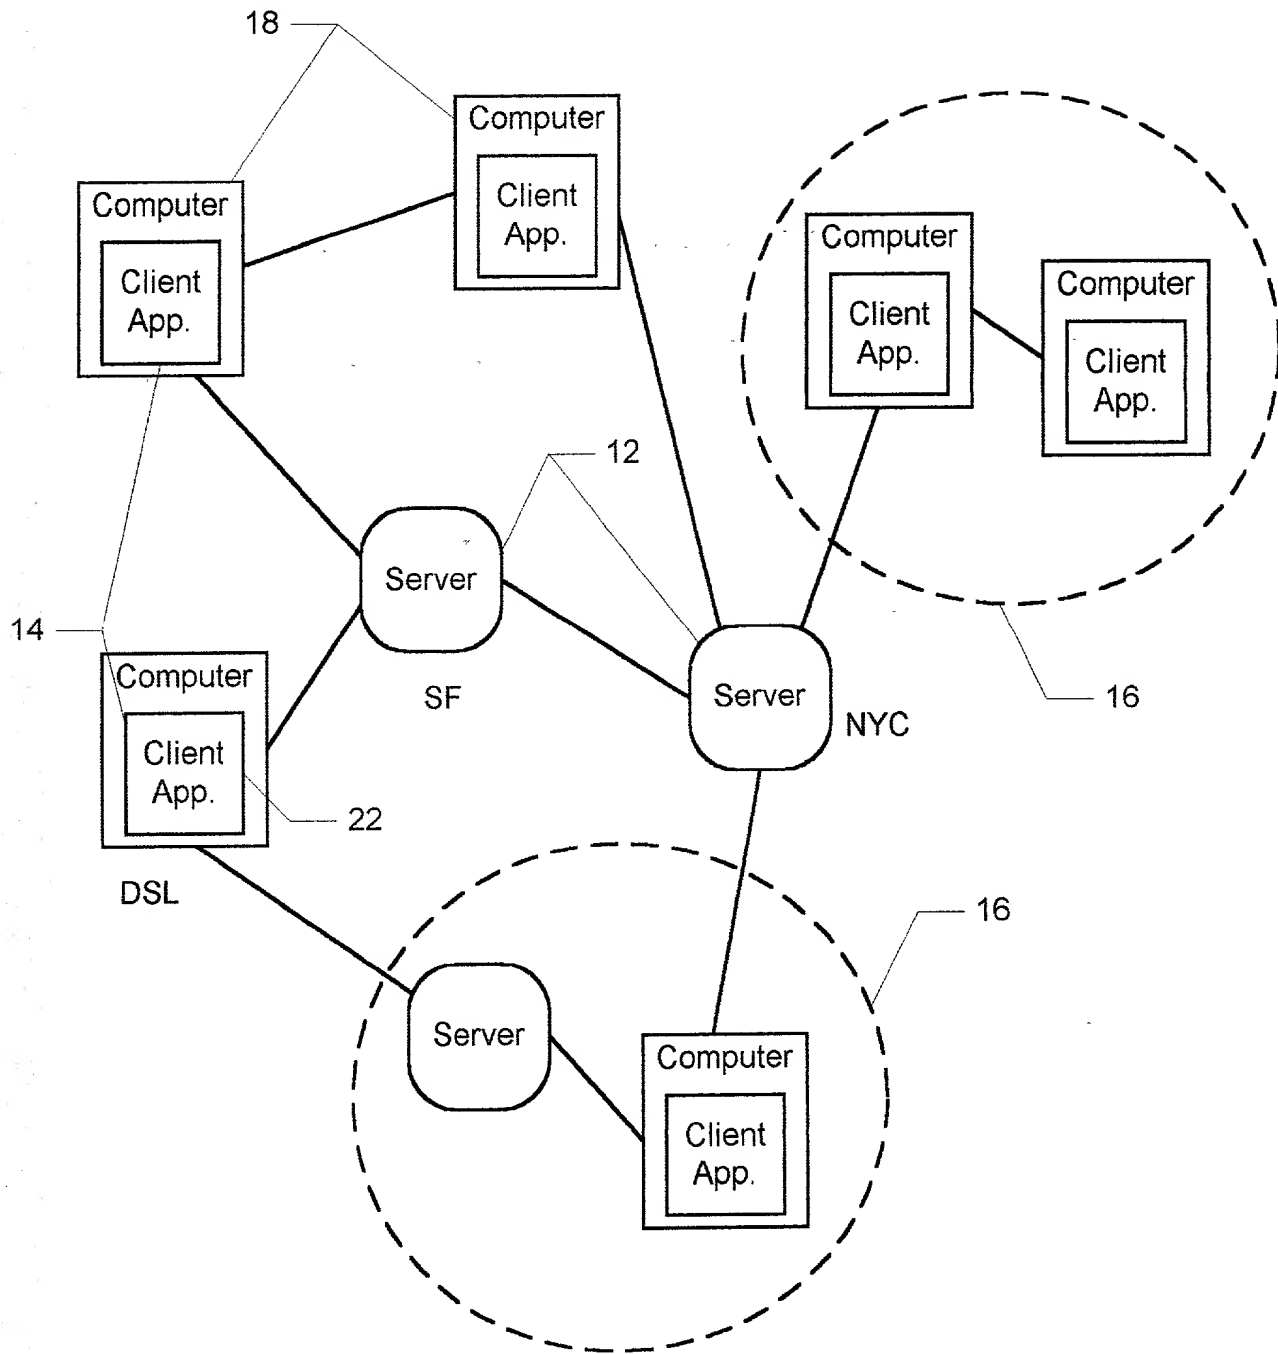 18
Computer
Client
App.
Computer
Client
App.
Computer
Client
App.
Computer
Client
App.
12
Server
SF
14
Server
NYC
16
Computer
Client
App.
22
DSL
16
Server
Computer
Client
App.